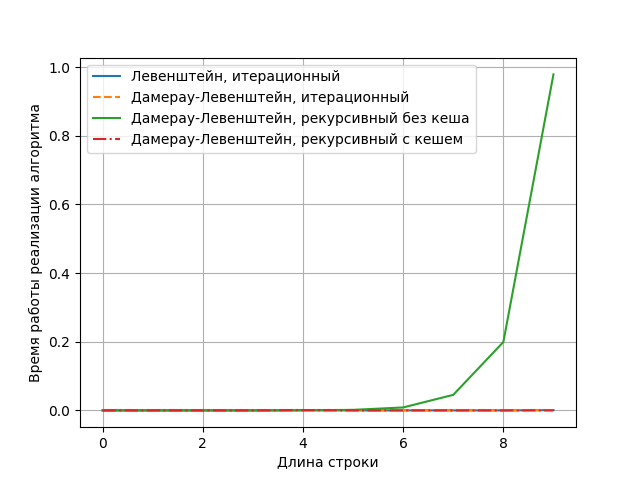 Левенштейн, итерационный
Дамерау-Левенштейн, итерационный
Дамерау-Левенштейн, рекурсивный без кеша
Дамерау-Левенштейн, рекурсивный с кешем
Время работы реализации алгоритма
1.0
0.8
0.6
0.4
0.2
0.0
0 2 4 6 8
Длина строки